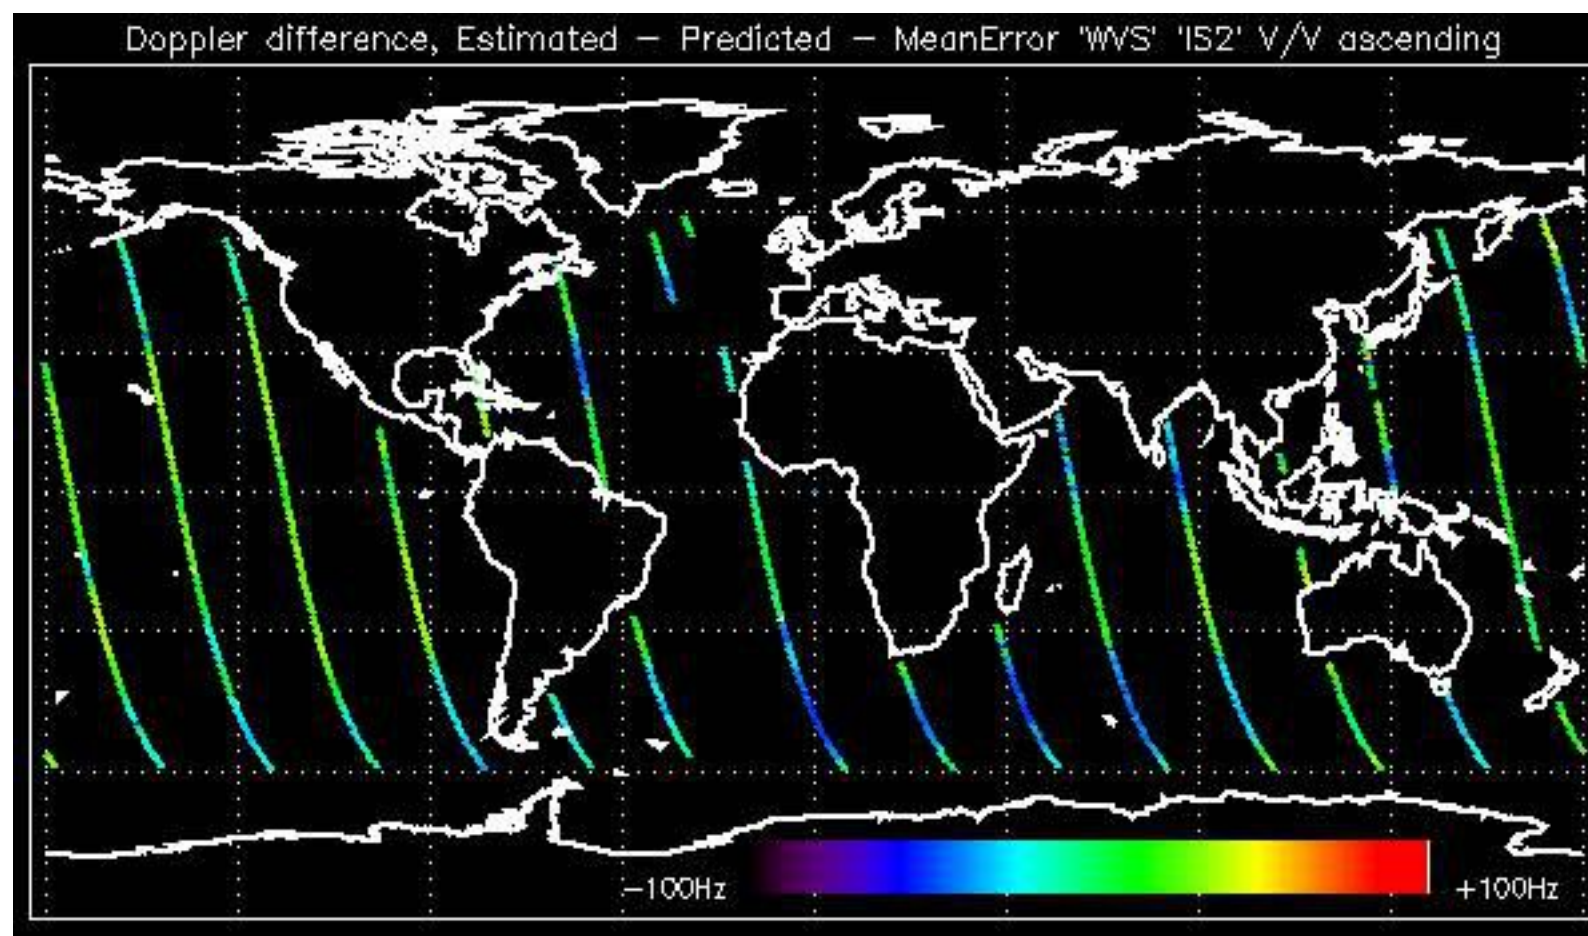 Doppler difference, Estimated − Predicted − MeanError 'WVS' 'IS2' V/V ascending
−100Hz +100Hz